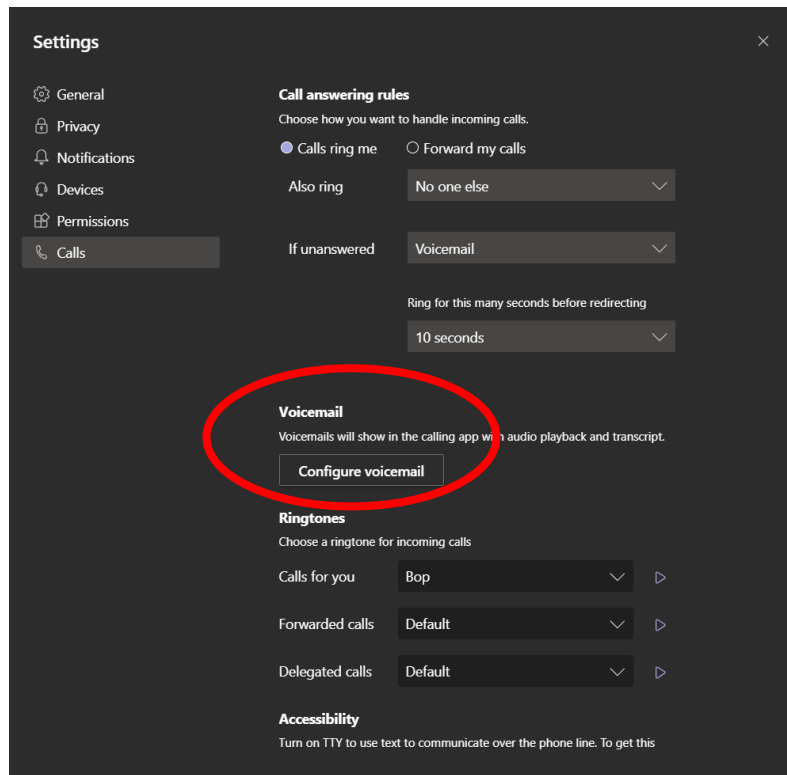 Settings
General
Privacy
Notifications
Devices
Permissions
Calls
Call answering rules
Choose how you want to handle incoming calls.
Calls ring me Forward my calls
Also ring No one else
If unanswered Voicemail
Ring for this many seconds before redirecting
10 seconds
Voicemail
Voicemails will show in the calling app with audio playback and transcript.
Configure voicemail
Ringtones
Choose a ringtone for incoming calls
Calls for you Bop
Forwarded calls Default
Delegated calls Default
Accessibility
Turn on TTY to use text to communicate over the phone line. To get this